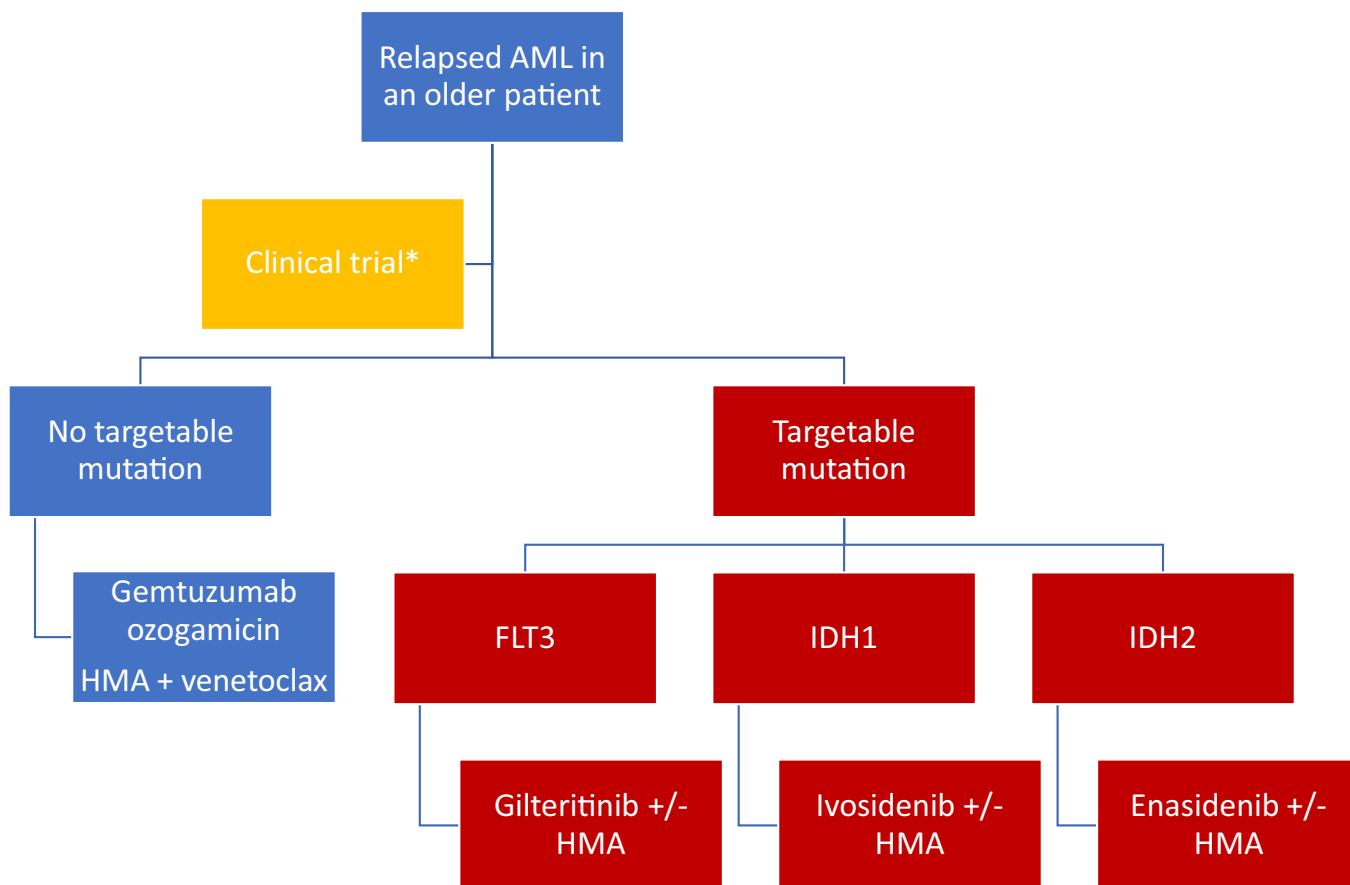 Relapsed AML in
an older patient
Clinical trial*
No targetable
mutation
Targetable
mutation
Gemtuzumab
ozogamicin
HMA + venetoclax
FLT3
IDH1
IDH2
Gilteritinib +/-
HMA
Ivosidenib +/-
HMA
Enasidenib +/-
HMA